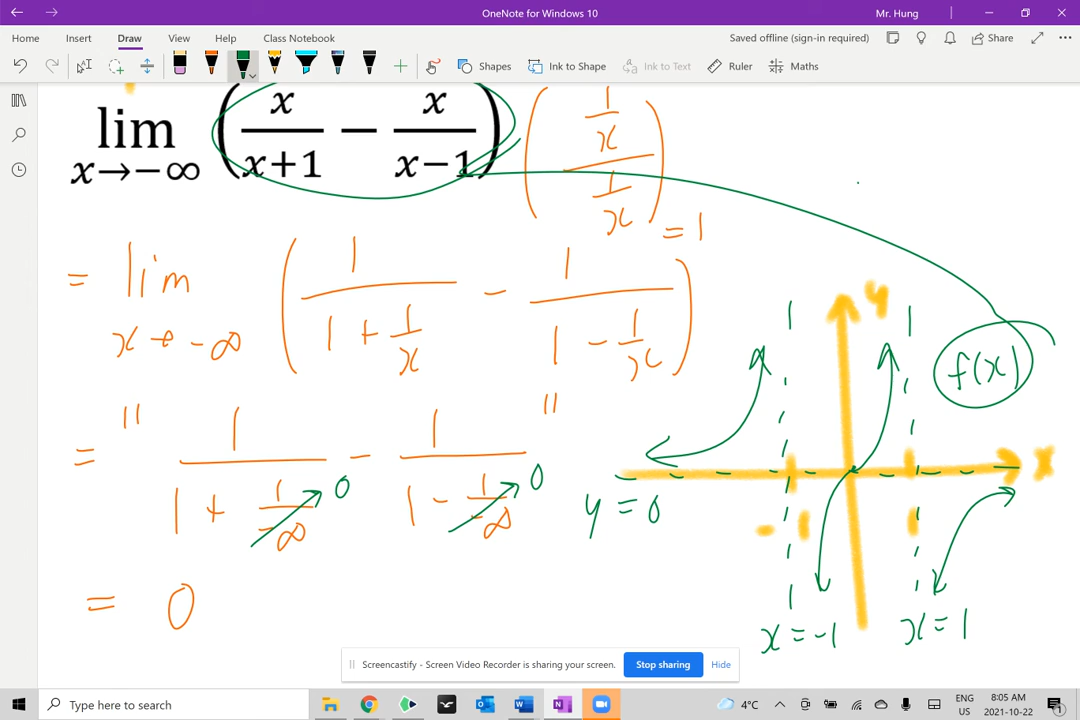 OneNote for Windows 10
Mr. Hung
Home Insert Draw View Help Class Notebook
Saved offline (sign-in required)
Share
Shapes
Ink to Shape
Ink to Text
Ruler
Maths
lim x→−∞ (x/x+1 − x/x−1) (1/x / 1/x) = 1
= lim x→-∞ (1 / 1 + 1/x − 1 / 1 − 1/x)
= " 1 / 1 + 1/-∞ 0 − 1 / 1 − 1/-∞ 0 "
= 0
y
f(x)
x
y = 0
- 1
1
x = -1
x = 1
Screencastify - Screen Video Recorder is sharing your screen.
Stop sharing
Hide
Type here to search
4°C
ENG
US
8:05 AM
2021-10-22
1